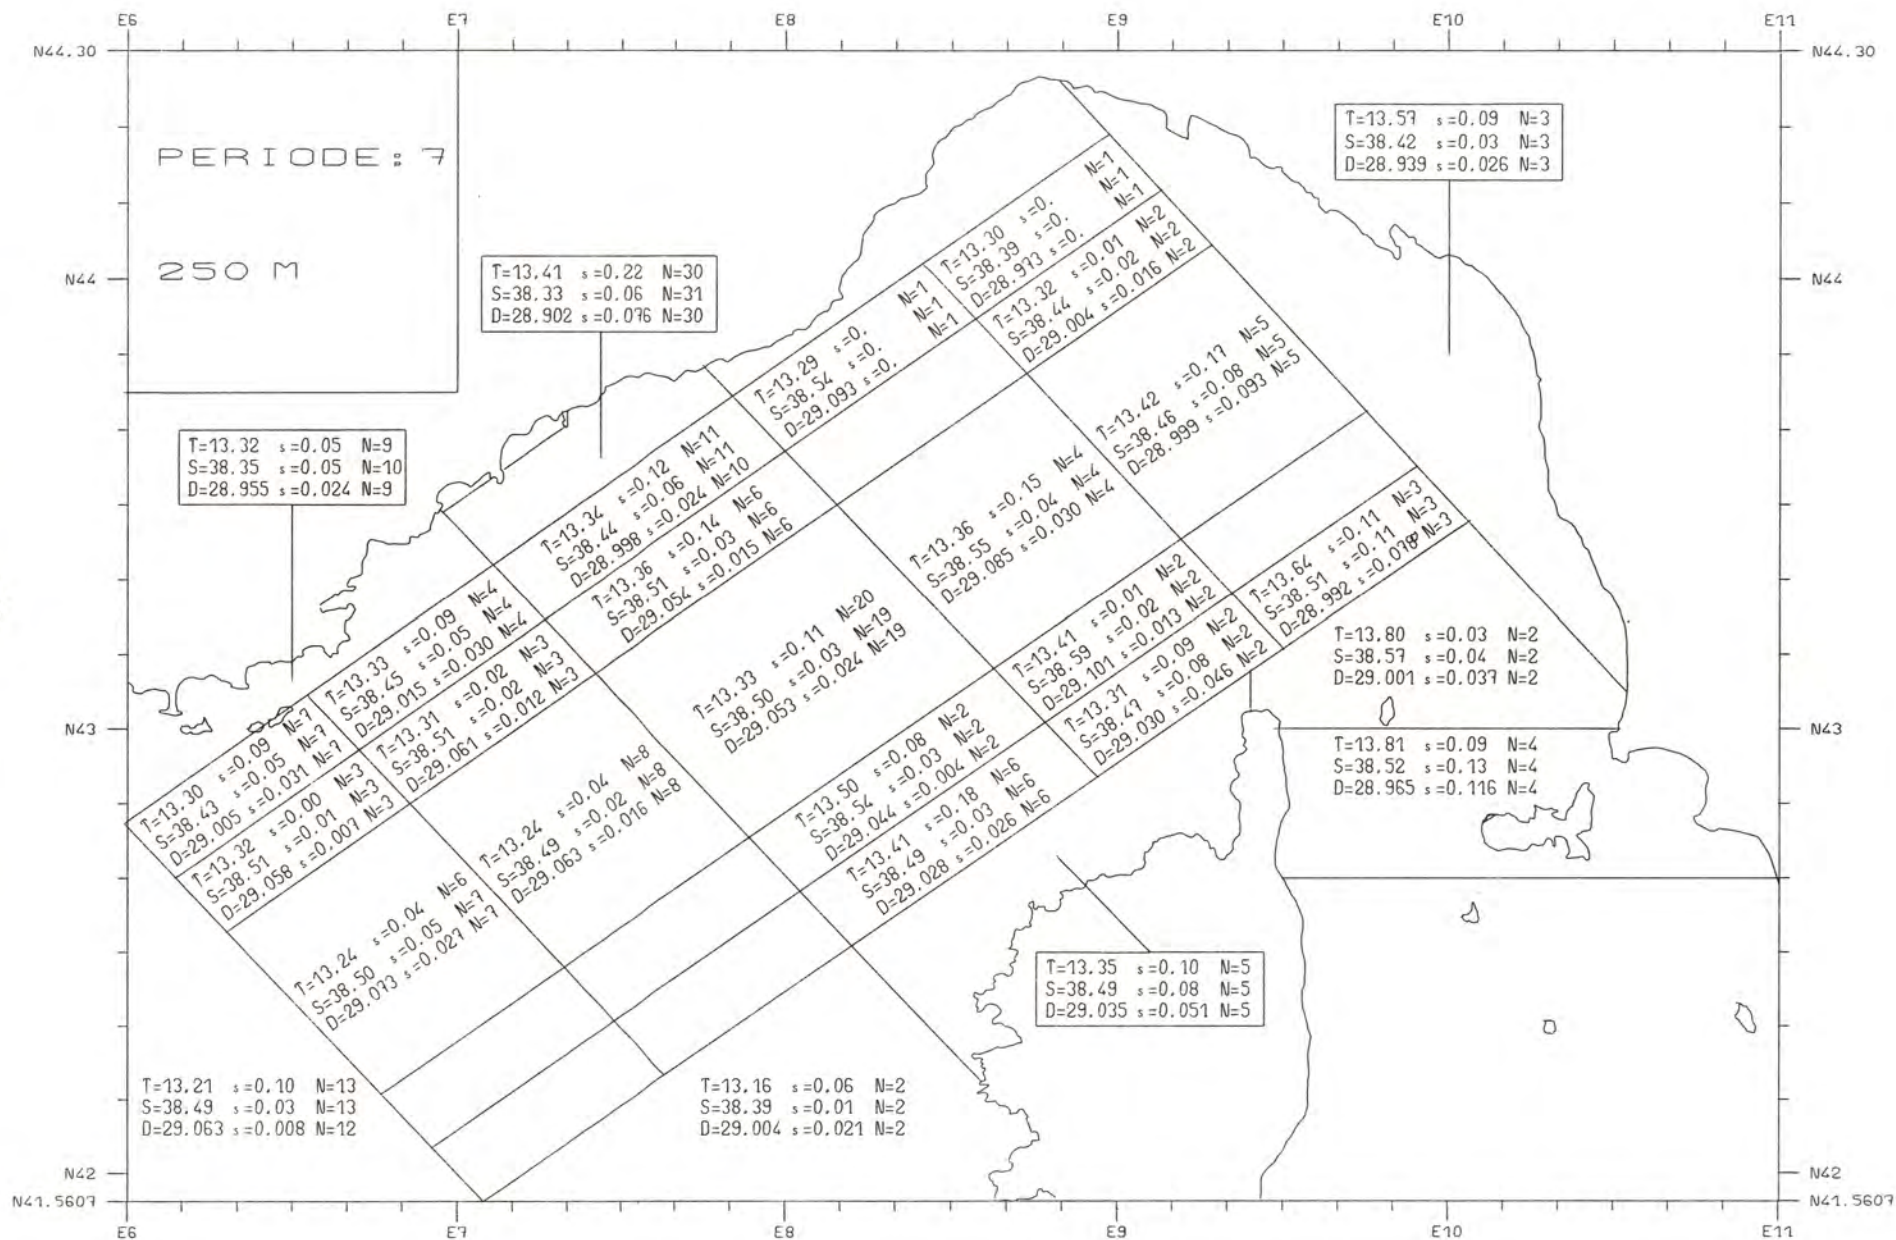 E6 E7 E8 E9 E10 E11
N44.30 N44.30
PERIODE: 7
250 M
T=13.57 s=0.09 N=3
S=38.42 s=0.03 N=3
D=28.939 s=0.026 N=3
T=13.41 s=0.22 N=30
S=38.33 s=0.06 N=31
D=28.902 s=0.076 N=30
N44 N44
T=13.30 s=0. N=1
S=38.39 s=0. N=1
D=28.973 s=0. N=1
T=13.32 s=0.01 N=2
S=38.44 s=0.02 N=2
D=29.004 s=0.016 N=2
T=13.29 s=0. N=1
S=38.54 s=0. N=1
D=29.093 s=0. N=1
T=13.42 s=0.17 N=5
S=38.46 s=0.08 N=5
D=28.999 s=0.093 N=5
T=13.32 s=0.05 N=9
S=38.35 s=0.05 N=10
D=28.955 s=0.024 N=9
T=13.34 s=0.12 N=11
S=38.44 s=0.06 N=11
D=28.998 s=0.024 N=10
T=13.36 s=0.14 N=6
S=38.51 s=0.03 N=6
D=29.054 s=0.015 N=6
T=13.36 s=0.15 N=4
S=38.55 s=0.04 N=4
D=29.085 s=0.030 N=4
T=13.64 s=0.11 N=3
S=38.51 s=0.11 N=3
D=28.992 s=0.078 N=3
T=13.33 s=0.09 N=4
S=38.45 s=0.05 N=4
D=29.015 s=0.030 N=4
T=13.31 s=0.02 N=3
S=38.51 s=0.02 N=3
D=29.061 s=0.012 N=3
T=13.33 s=0.11 N=20
S=38.50 s=0.03 N=19
D=29.053 s=0.024 N=19
T=13.41 s=0.01 N=2
S=38.59 s=0.02 N=2
D=29.101 s=0.013 N=2
T=13.31 s=0.09 N=2
S=38.47 s=0.08 N=2
D=29.030 s=0.046 N=2
T=13.80 s=0.03 N=2
S=38.57 s=0.04 N=2
D=29.001 s=0.037 N=2
N43 N43
T=13.81 s=0.09 N=4
S=38.52 s=0.13 N=4
D=28.965 s=0.116 N=4
T=13.30 s=0.09 N=7
S=38.43 s=0.05 N=7
D=29.005 s=0.031 N=7
T=13.32 s=0.00 N=3
S=38.51 s=0.01 N=3
D=29.058 s=0.007 N=3
T=13.24 s=0.04 N=8
S=38.49 s=0.02 N=8
D=29.063 s=0.016 N=8
T=13.50 s=0.08 N=2
S=38.54 s=0.03 N=2
D=29.044 s=0.004 N=2
T=13.41 s=0.18 N=6
S=38.49 s=0.03 N=6
D=29.028 s=0.026 N=6
T=13.24 s=0.04 N=6
S=38.50 s=0.05 N=7
D=29.073 s=0.027 N=7
T=13.35 s=0.10 N=5
S=38.49 s=0.08 N=5
D=29.035 s=0.051 N=5
T=13.21 s=0.10 N=13
S=38.49 s=0.03 N=13
D=29.063 s=0.008 N=12
T=13.16 s=0.06 N=2
S=38.39 s=0.01 N=2
D=29.004 s=0.021 N=2
N42 N42
N41.5607 N41.5607
E6 E7 E8 E9 E10 E11